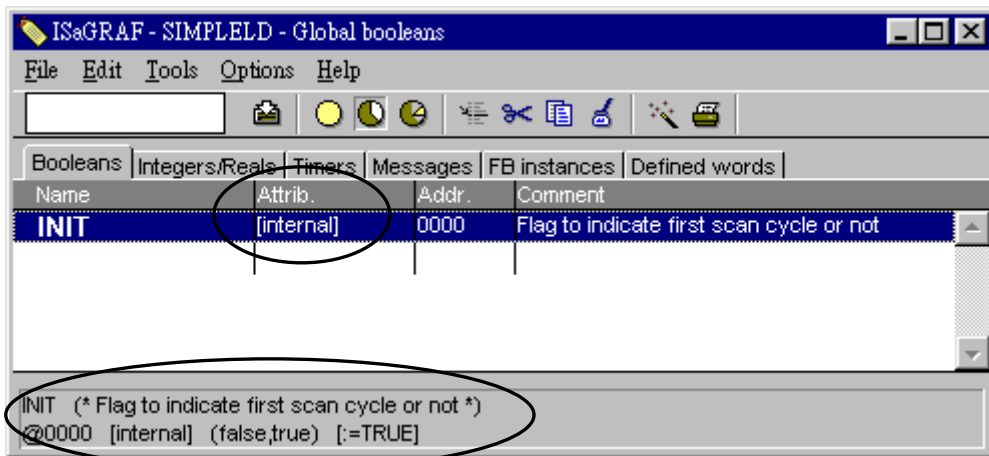 ISaGRAF - SIMPLELD - Global booleans
File Edit Tools Options Help
Booleans Integers/Reals Timers Messages FB instances Defined words
Name Attrib. Addr. Comment
INIT [internal] 0000 Flag to indicate first scan cycle or not
INIT (* Flag to indicate first scan cycle or not *)
@0000 [internal] (false,true) [:=TRUE]